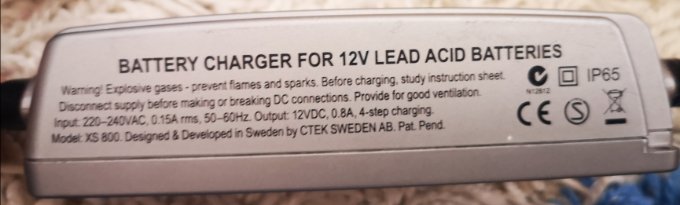 BATTERY CHARGER FOR 12V LEAD ACID BATTERIES
Warning! Explosive gases - prevent flames and sparks. Before charging, study instruction sheet.
Disconnect supply before making or breaking DC connections. Provide for good ventilation.
Input: 220–240VAC, 0.15A rms, 50–60Hz. Output: 12VDC, 0.8A, 4-step charging.
Model: XS 800. Designed & Developed in Sweden by CTEK SWEDEN AB. Pat. Pend.
IP65
N12612
CE S